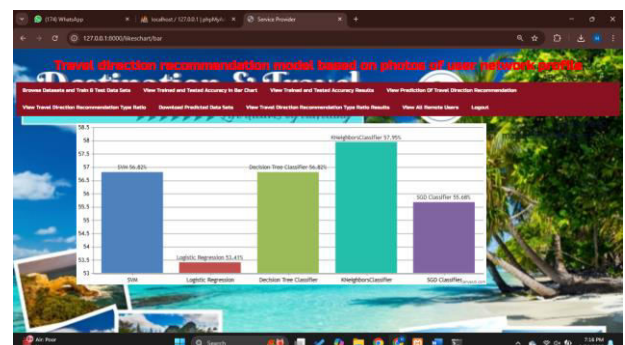 (174) WhatsApp
localhost / 127.0.0.1 | phpMyAd
Service Provider
127.0.0.1:8000/likeschart/bar
Travel direction recommendation model based on photos of user network profile
Browse Datasets and Train & Test Data Sets View Trained and Tested Accuracy in Bar Chart View Trained and Tested Accuracy Results View Prediction Of Travel Direction Recommendation
View Travel Direction Recommendation Type Ratio Download Predicted Data Sets View Travel Direction Recommendation Type Ratio Results View All Remote Users Logout
58.5
58
KNeighborsClassifier 57.95%
57.5
57
SVM 56.82%
Decision Tree Classifier 56.82%
56.5
56
SGD Classifier 55.68%
55.5
55
54.5
54
Logistic Regression 53.41%
53.5
53
SVM Logistic Regression Decision Tree Classifier KNeighborsClassifier SGD Classifier
Search
7:18 PM